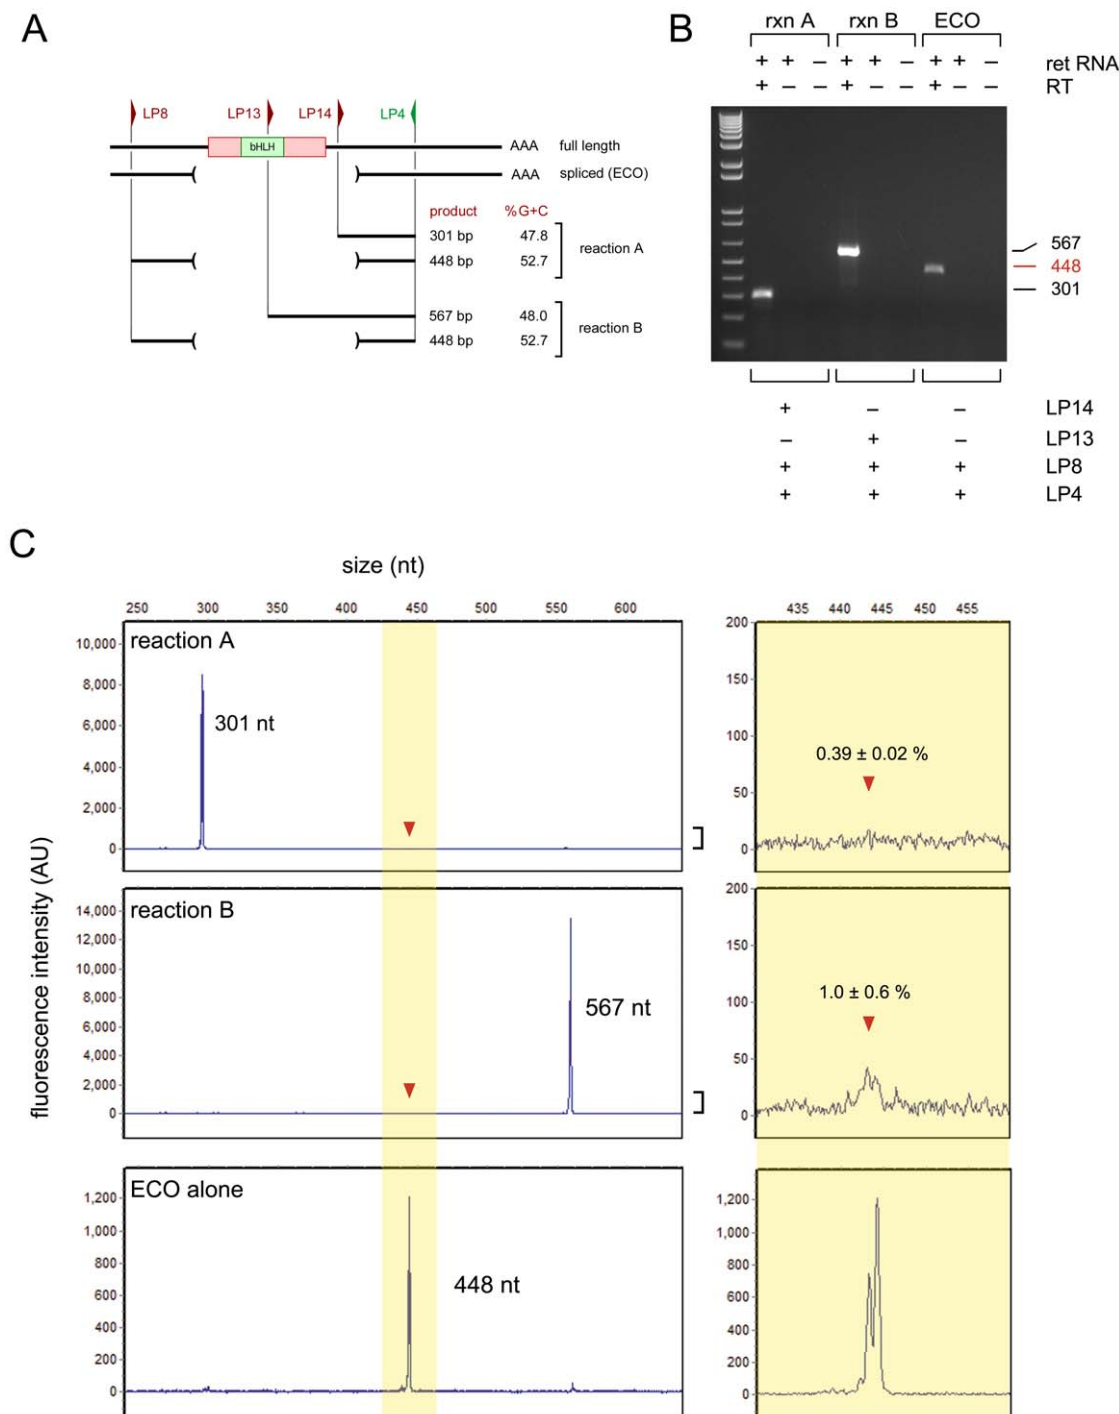 A
LP8 LP13 LP14 LP4
bHLH
AAA full length
AAA spliced (ECO)
product %G+C
301 bp 47.8
448 bp 52.7
reaction A
567 bp 48.0
448 bp 52.7
reaction B
B
rxn A rxn B ECO
+ + – + + – + + – ret RNA
+ – – + – – + – – RT
567
448
301
+ – – LP14
– + – LP13
+ + + LP8
+ + + LP4
C
size (nt)
250 300 350 400 450 500 550 600
435 440 445 450 455
fluorescence intensity (AU)
reaction A
10,000
8,000
6,000
4,000
2,000
0
301 nt
200
150
100
50
0
0.39 ± 0.02 %
reaction B
14,000
12,000
10,000
8,000
6,000
4,000
2,000
0
567 nt
200
150
100
50
0
1.0 ± 0.6 %
ECO alone
1,200
1,000
800
600
400
200
0
448 nt
1,200
1,000
800
600
400
200
0